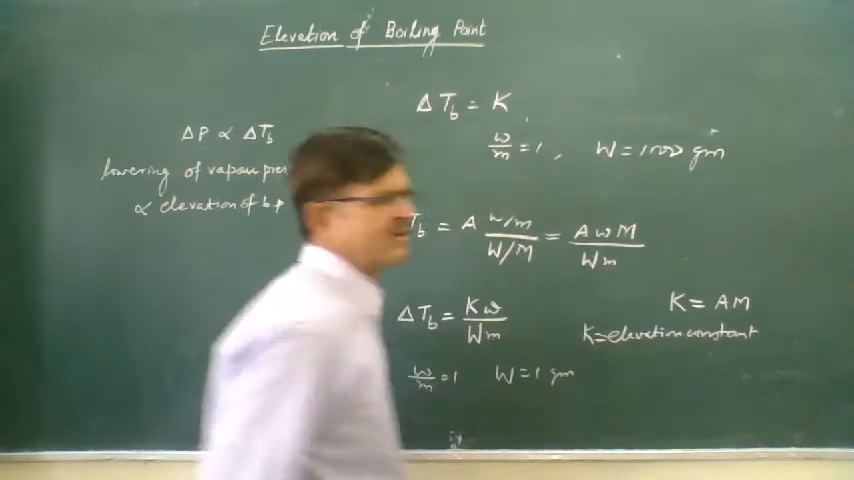 Elevation of Boiling Point
ΔP ∝ ΔTb
lowering of vapour pres
∝ elevation of b p
ΔTb = K
w/m = 1, W = 1000 gm
Tb = A (w/m)/(W/M) = AwM/Wm
ΔTb = Kw/Wm
K = AM
K = elevation constant
w/m = 1 W = 1 gm